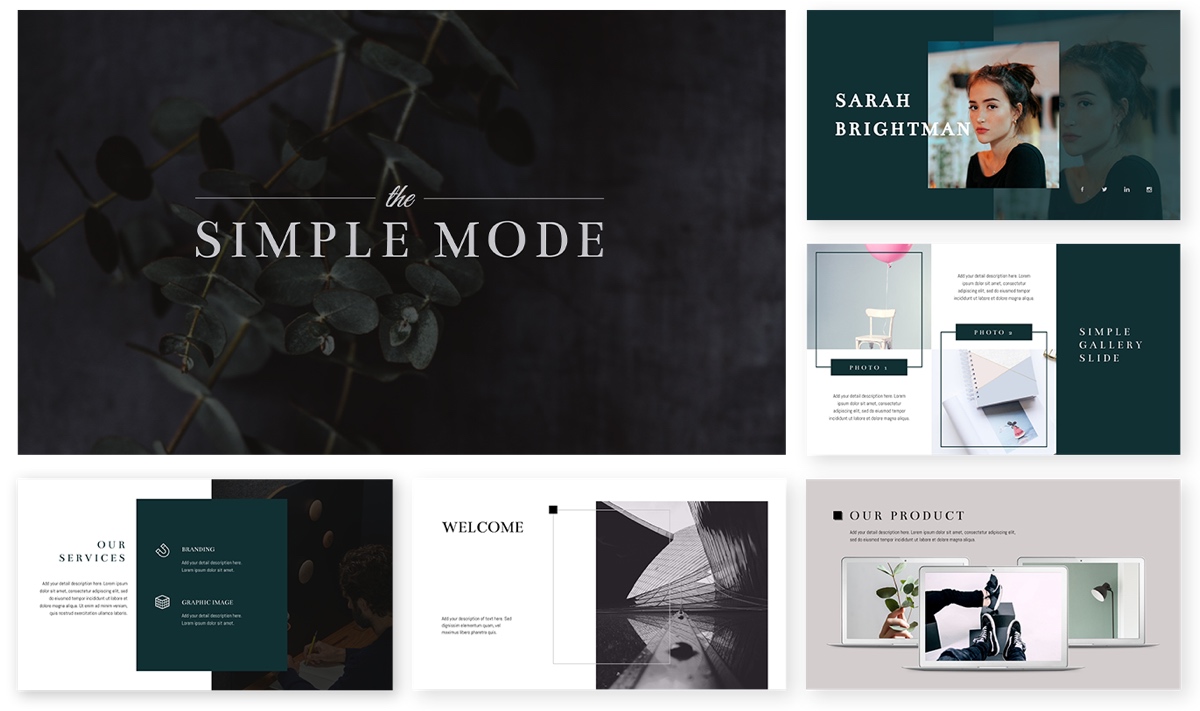 the
SIMPLE MODE
SARAH
BRIGHTMAN
Add your detail description here. Lorem
ipsum dolor sit amet, consectetur
adipiscing elit, sed do eiusmod tempor
incididunt ut labore et dolore magna aliqua.
PHOTO 1
Add your detail description here. Lorem
ipsum dolor sit amet, consectetur
adipiscing elit, sed do eiusmod tempor
incididunt ut labore et dolore magna aliqua.
PHOTO 2
SIMPLE
GALLERY
SLIDE
OUR
SERVICES
Add your detail description here. Lorem ipsum
dolor sit amet, consectetur adipiscing elit, sed
do eiusmod tempor incididunt ut labore et
dolore magna aliqua. Ut enim ad minim veniam,
quis nostrud exercitation ullamco laboris.
BRANDING
Add your detail description here.
Lorem ipsum dolor sit amet.
GRAPHIC IMAGE
Add your detail description here.
Lorem ipsum dolor sit amet.
WELCOME
Add your description of text here. Sed
dignissim elementum quam, vel
maximus libero pharetra quis.
OUR PRODUCT
Add your detail description here. Lorem ipsum dolor sit amet, consectetur adipiscing elit,
sed do eiusmod tempor incididunt ut labore et dolore magna aliqua.